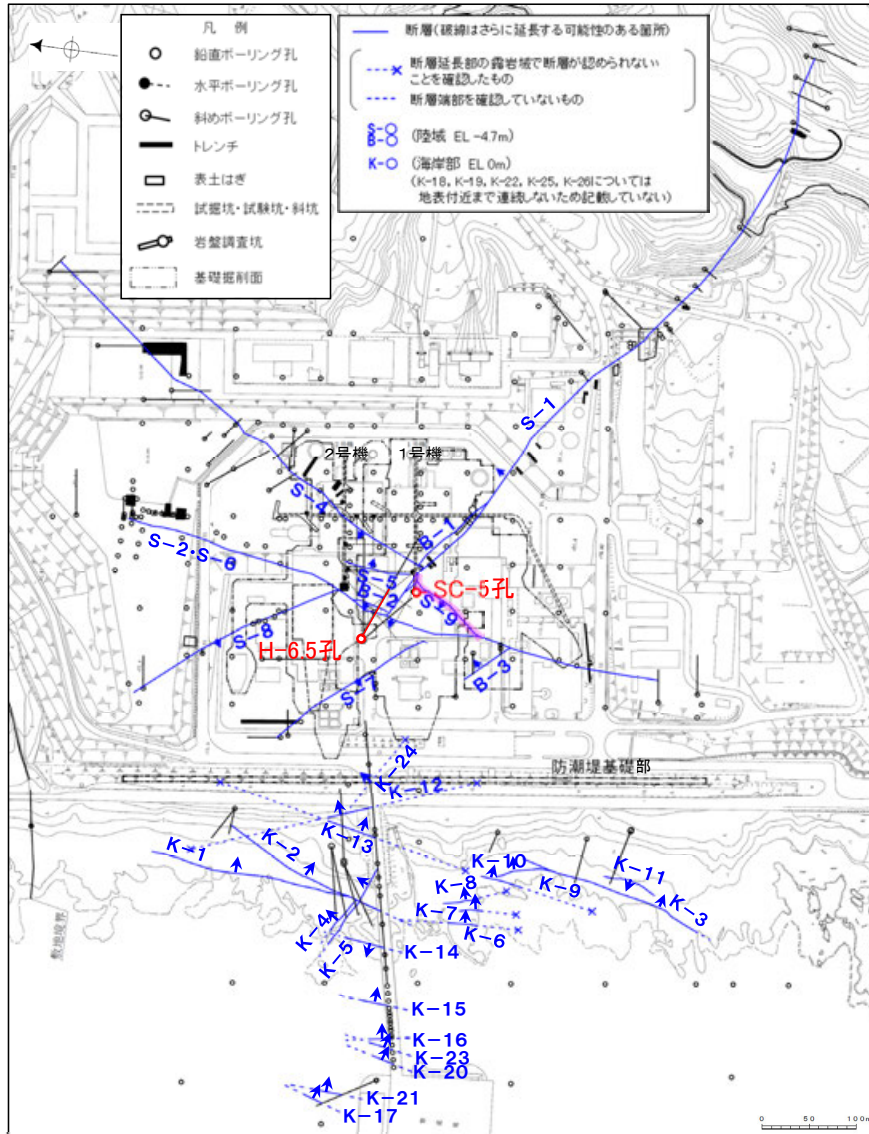 凡 例
鉛直ボーリング孔
水平ボーリング孔
斜めボーリング孔
トレンチ
表土はぎ
試掘坑・試験坑・斜坑
岩盤調査坑
基礎掘削面
断層(破線はさらに延長する可能性のある箇所)
断層延長部の露岩域で断層が認められない
ことを確認したもの
断層端部を確認していないもの
S-○
B-○
(陸域 EL -4.7m)
K-○
(海岸部 EL 0m)
(K-18, K-19, K-22, K-25, K-26については
地表付近まで連続しないため記載していない)
S-1
2号機
1号機
S-4
B-1
S-2・S-6
S-5
B-2
SC-5孔
S-9
S-8
H-6.5孔
B-3
S-7
K-24
防潮堤基礎部
K-12
K-13
K-1
K-2
K-10
K-11
K-8
K-9
K-3
K-7
K-4
K-6
K-5
K-14
敷地境界
K-15
K-16
K-23
K-20
K-21
K-17
0 50 100m